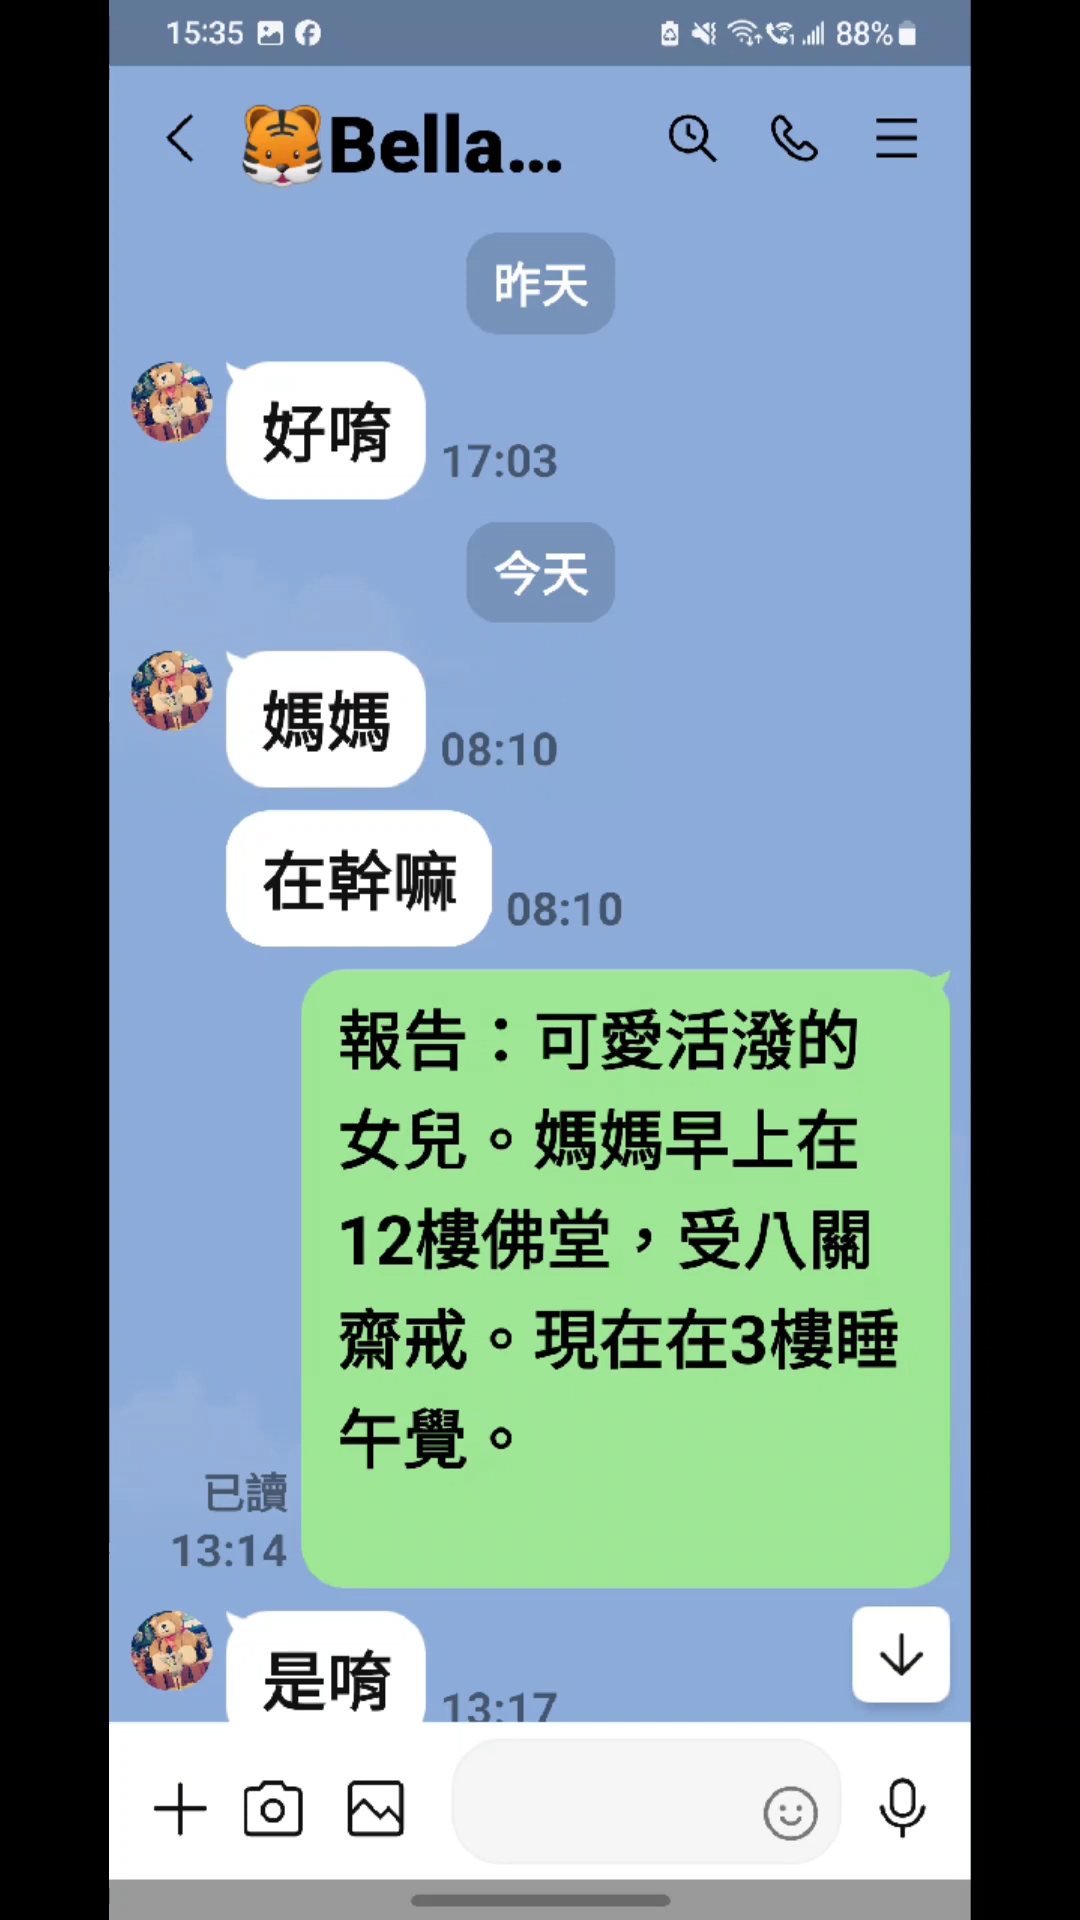 15:35 88%
Bella...
昨天
好唷
17:03
今天
媽媽
08:10
在幹嘛
08:10
報告：可愛活潑的
女兒。媽媽早上在
12樓佛堂，受八關
齋戒。現在在3樓睡
午覺。
已讀
13:14
是唷
13:17